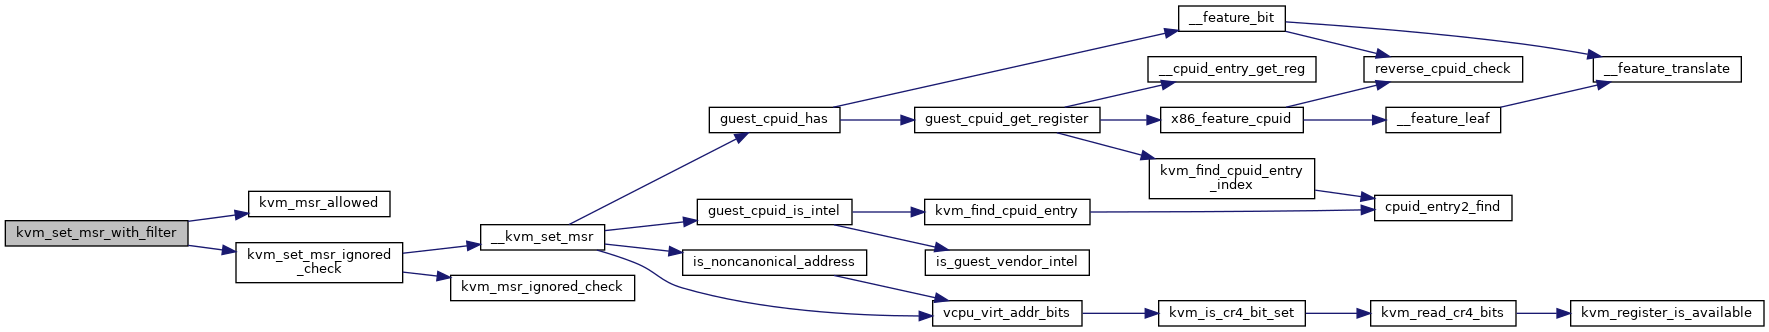 kvm_set_msr_with_filter
kvm_msr_allowed
kvm_set_msr_ignored
_check
__kvm_set_msr
kvm_msr_ignored_check
guest_cpuid_has
guest_cpuid_is_intel
is_noncanonical_address
vcpu_virt_addr_bits
__feature_bit
guest_cpuid_get_register
__cpuid_entry_get_reg
x86_feature_cpuid
kvm_find_cpuid_entry
_index
reverse_cpuid_check
__feature_translate
__feature_leaf
kvm_find_cpuid_entry
cpuid_entry2_find
is_guest_vendor_intel
kvm_is_cr4_bit_set
kvm_read_cr4_bits
kvm_register_is_available